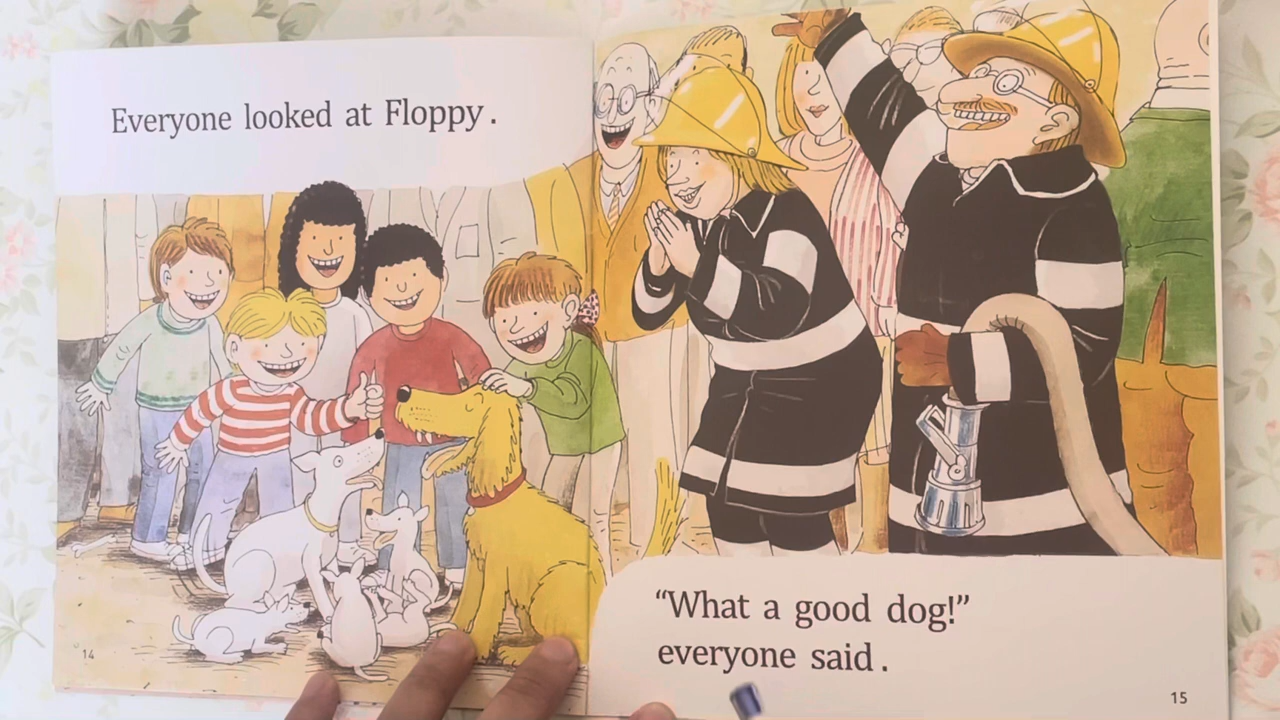 Everyone looked at Floppy.
14
“What a good dog!”
everyone said.
15